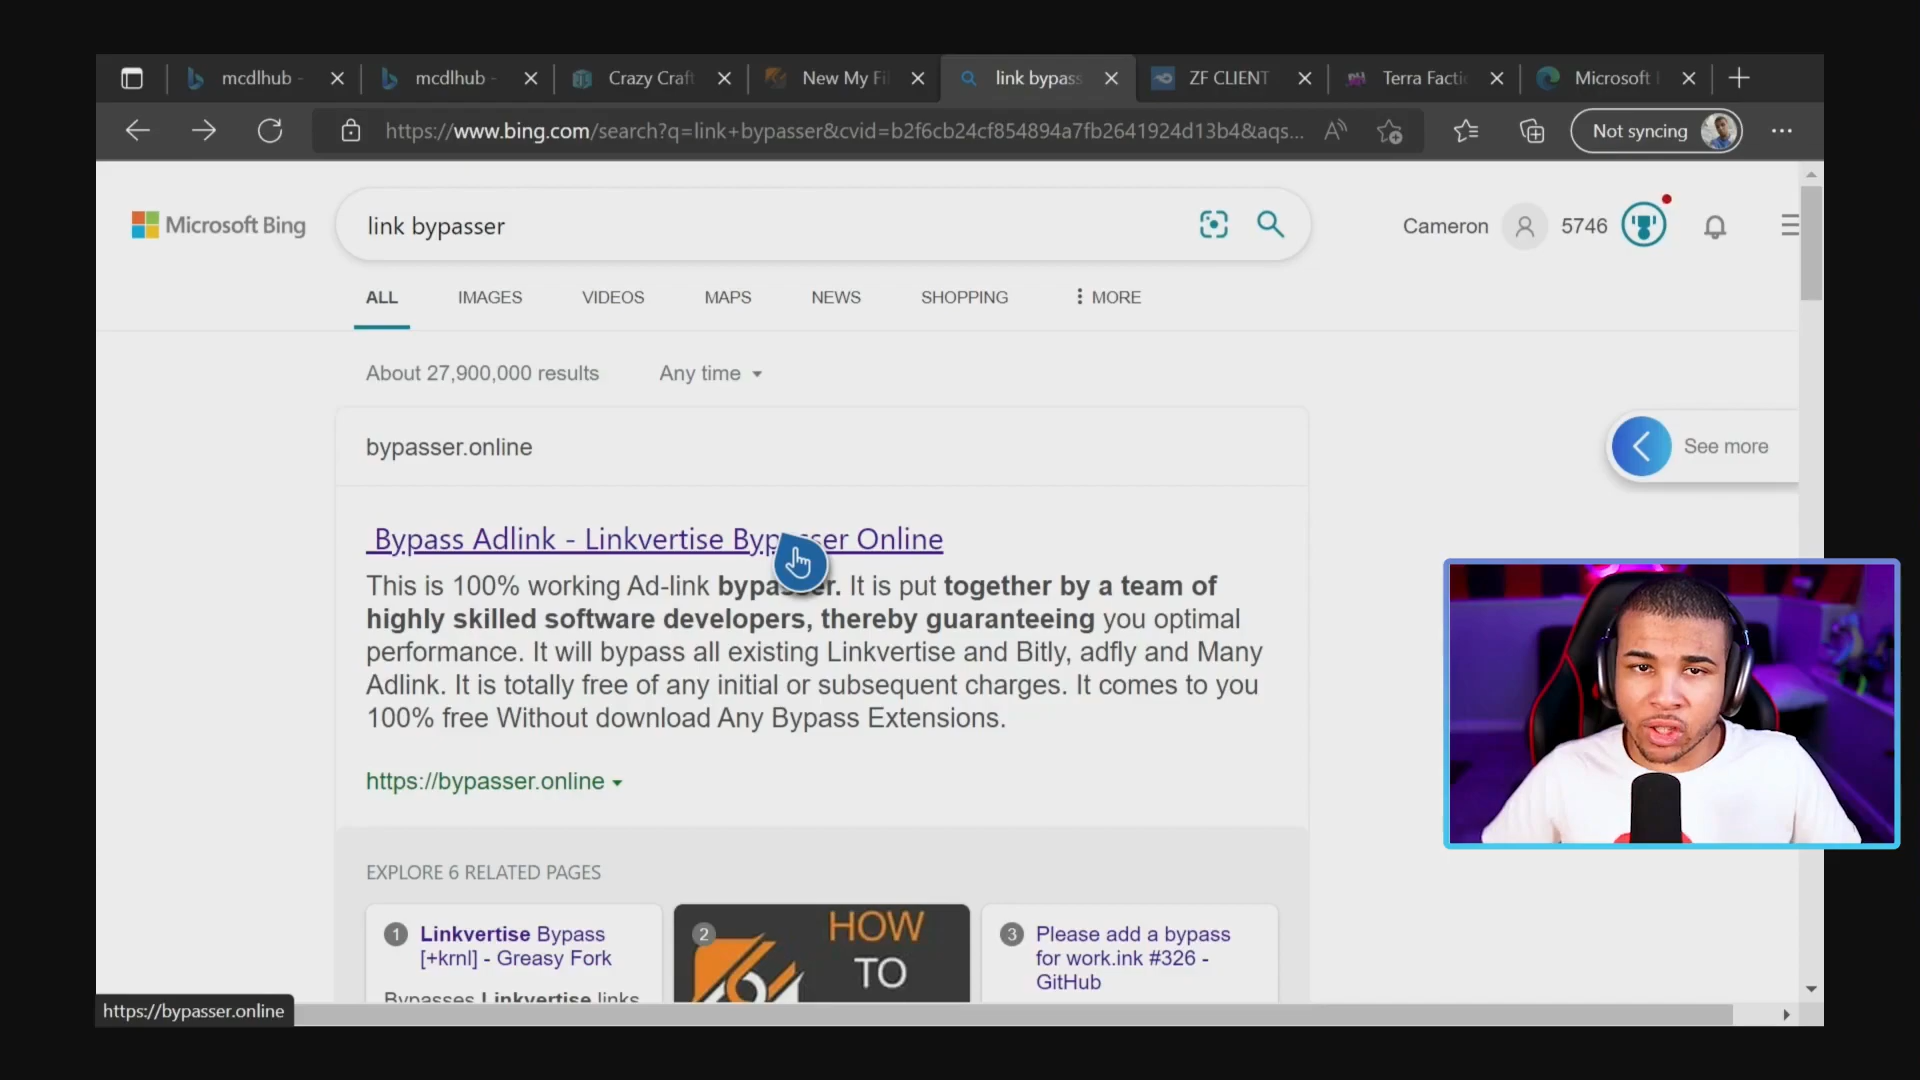 mcdlhub -
mcdlhub -
Crazy Craft
New My Fil
link bypass
ZF CLIENT
Terra Factic
Microsoft
https://www.bing.com/search?q=link+bypasser&cvid=b2f6cb24cf854894a7fb2641924d13b4&aqs...
Not syncing
Microsoft Bing
link bypasser
Cameron
5746
ALL
IMAGES
VIDEOS
MAPS
NEWS
SHOPPING
MORE
About 27,900,000 results
Any time
bypasser.online
See more
Bypass Adlink - Linkvertise Bypasser Online
This is 100% working Ad-link bypasser. It is put together by a team of
highly skilled software developers, thereby guaranteeing you optimal
performance. It will bypass all existing Linkvertise and Bitly, adfly and Many
Adlink. It is totally free of any initial or subsequent charges. It comes to you
100% free Without download Any Bypass Extensions.
https://bypasser.online
EXPLORE 6 RELATED PAGES
1
Linkvertise Bypass
[+krnl] - Greasy Fork
Bypasses Linkvertise links
2
HOW
TO
3
Please add a bypass
for work.ink #326 -
GitHub
https://bypasser.online